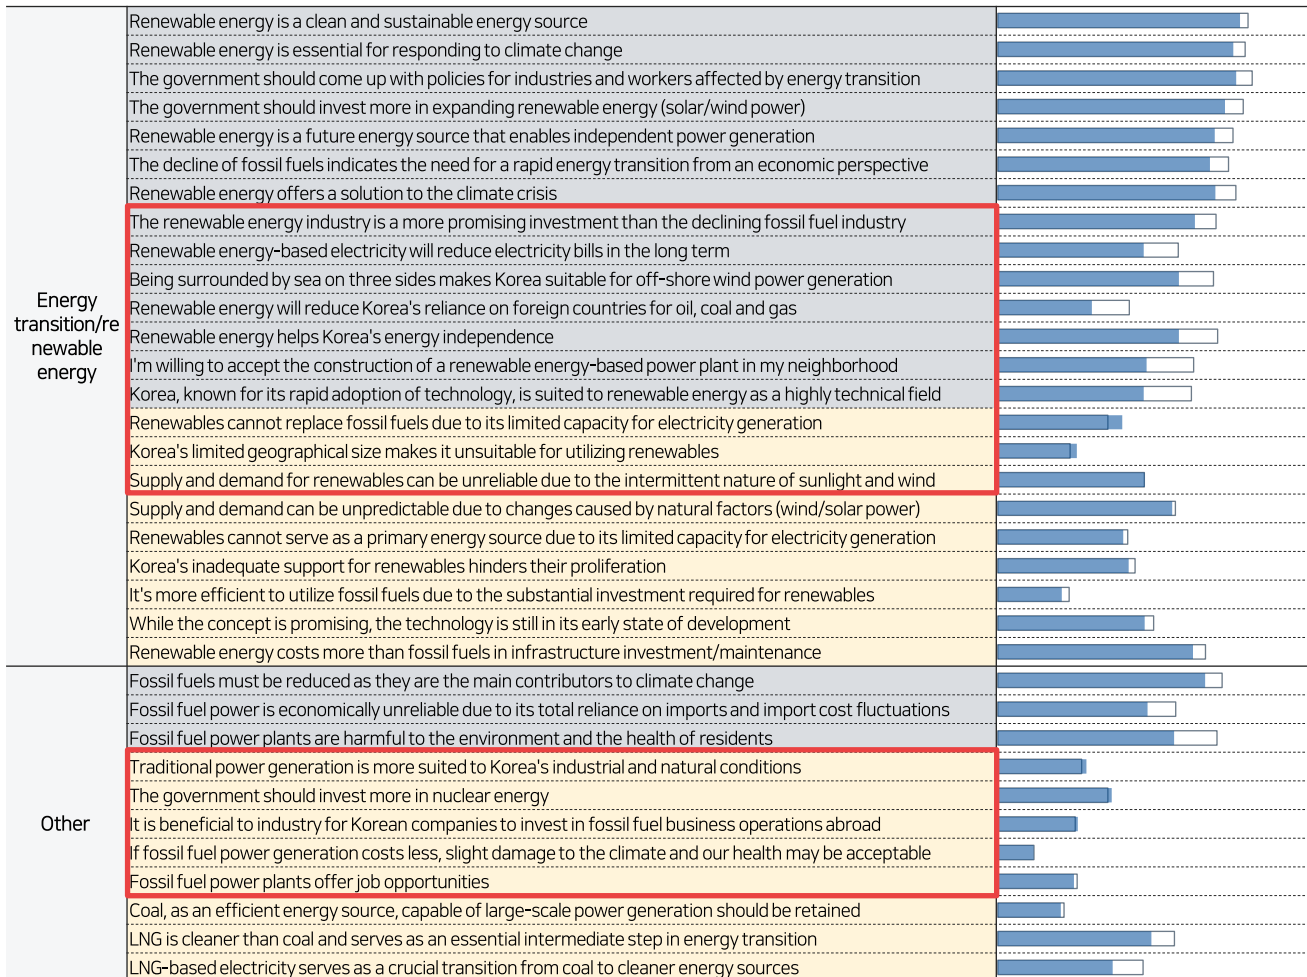 Renewable energy is a clean and sustainable energy source
Renewable energy is essential for responding to climate change
The government should come up with policies for industries and workers affected by energy transition
The government should invest more in expanding renewable energy (solar/wind power)
Renewable energy is a future energy source that enables independent power generation
The decline of fossil fuels indicates the need for a rapid energy transition from an economic perspective
Renewable energy offers a solution to the climate crisis
The renewable energy industry is a more promising investment than the declining fossil fuel industry
Renewable energy-based electricity will reduce electricity bills in the long term
Being surrounded by sea on three sides makes Korea suitable for off-shore wind power generation
Energy
transition/re
newable
energy
Renewable energy will reduce Korea's reliance on foreign countries for oil, coal and gas
Renewable energy helps Korea's energy independence
I'm willing to accept the construction of a renewable energy-based power plant in my neighborhood
Korea, known for its rapid adoption of technology, is suited to renewable energy as a highly technical field
Renewables cannot replace fossil fuels due to its limited capacity for electricity generation
Korea's limited geographical size makes it unsuitable for utilizing renewables
Supply and demand for renewables can be unreliable due to the intermittent nature of sunlight and wind
Supply and demand can be unpredictable due to changes caused by natural factors (wind/solar power)
Renewables cannot serve as a primary energy source due to its limited capacity for electricity generation
Korea's inadequate support for renewables hinders their proliferation
It's more efficient to utilize fossil fuels due to the substantial investment required for renewables
While the concept is promising, the technology is still in its early state of development
Renewable energy costs more than fossil fuels in infrastructure investment/maintenance
Fossil fuels must be reduced as they are the main contributors to climate change
Fossil fuel power is economically unreliable due to its total reliance on imports and import cost fluctuations
Fossil fuel power plants are harmful to the environment and the health of residents
Traditional power generation is more suited to Korea's industrial and natural conditions
The government should invest more in nuclear energy
Other
It is beneficial to industry for Korean companies to invest in fossil fuel business operations abroad
If fossil fuel power generation costs less, slight damage to the climate and our health may be acceptable
Fossil fuel power plants offer job opportunities
Coal, as an efficient energy source, capable of large-scale power generation should be retained
LNG is cleaner than coal and serves as an essential intermediate step in energy transition
LNG-based electricity serves as a crucial transition from coal to cleaner energy sources